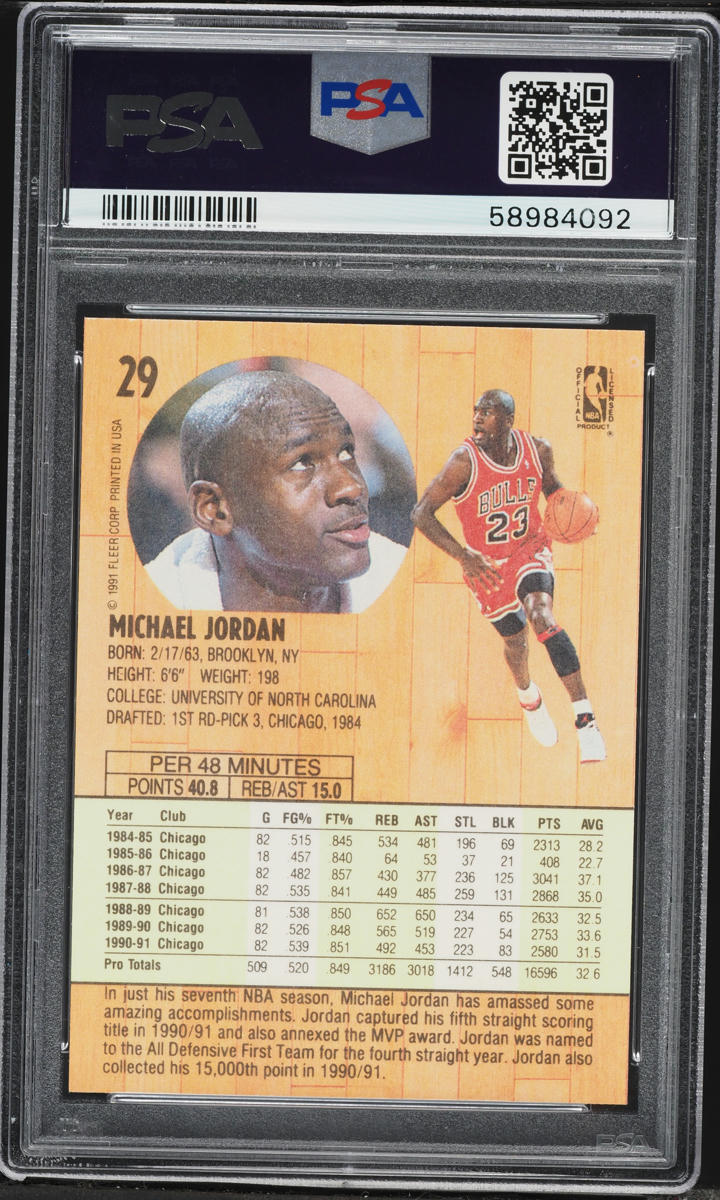 PSA
PSA
58984092
29
OFFICIAL LICENSED
NBA
PRODUCT
®
© 1991 FLEER CORP PRINTED IN USA
BULLS
23
MICHAEL JORDAN
BORN: 2/17/63, BROOKLYN, NY
HEIGHT: 6'6" WEIGHT: 198
COLLEGE: UNIVERSITY OF NORTH CAROLINA
DRAFTED: 1ST RD-PICK 3, CHICAGO, 1984
PER 48 MINUTES
POINTS 40.8 REB/AST 15.0
Year Club G FG% FT% REB AST STL BLK PTS AVG
1984-85 Chicago 82 .515 .845 534 481 196 69 2313 28.2
1985-86 Chicago 18 .457 .840 64 53 37 21 408 22.7
1986-87 Chicago 82 .482 .857 430 377 236 125 3041 37.1
1987-88 Chicago 82 .535 .841 449 485 259 131 2868 35.0
1988-89 Chicago 81 .538 .850 652 650 234 65 2633 32.5
1989-90 Chicago 82 .526 .848 565 519 227 54 2753 33.6
1990-91 Chicago 82 .539 .851 492 453 223 83 2580 31.5
Pro Totals 509 .520 .849 3186 3018 1412 548 16596 32.6
In just his seventh NBA season, Michael Jordan has amassed some
amazing accomplishments. Jordan captured his fifth straight scoring
title in 1990/91 and also annexed the MVP award. Jordan was named
to the All Defensive First Team for the fourth straight year. Jordan also
collected his 15,000th point in 1990/91.
PSA